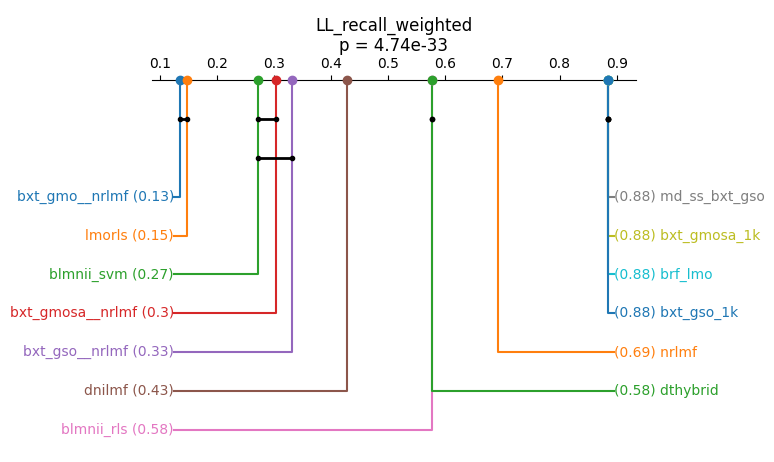 LL_recall_weighted
p = 4.74e-33
0.1 0.2 0.3 0.4 0.5 0.6 0.7 0.8 0.9
bxt_gmo__nrlmf (0.13) (0.88) md_ss_bxt_gso
lmorls (0.15) (0.88) bxt_gmosa_1k
blmnii_svm (0.27) (0.88) brf_lmo
bxt_gmosa__nrlmf (0.3) (0.88) bxt_gso_1k
bxt_gso__nrlmf (0.33) (0.69) nrlmf
dnilmf (0.43) (0.58) dthybrid
blmnii_rls (0.58)